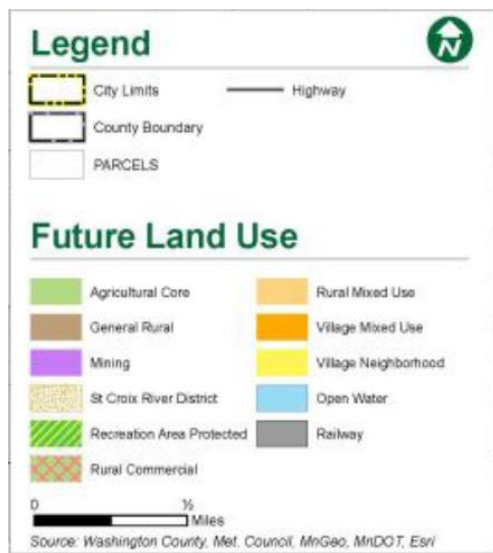 Legend
N
City Limits
Highway
County Boundary
PARCELS
Future Land Use
Agricultural Core
Rural Mixed Use
General Rural
Village Mixed Use
Mining
Village Neighborhood
St Croix River District
Open Water
Recreation Area Protected
Railway
Rural Commercial
0 ½
Miles
Source: Washington County, Met. Council, MnGeo, MnDOT, Esri